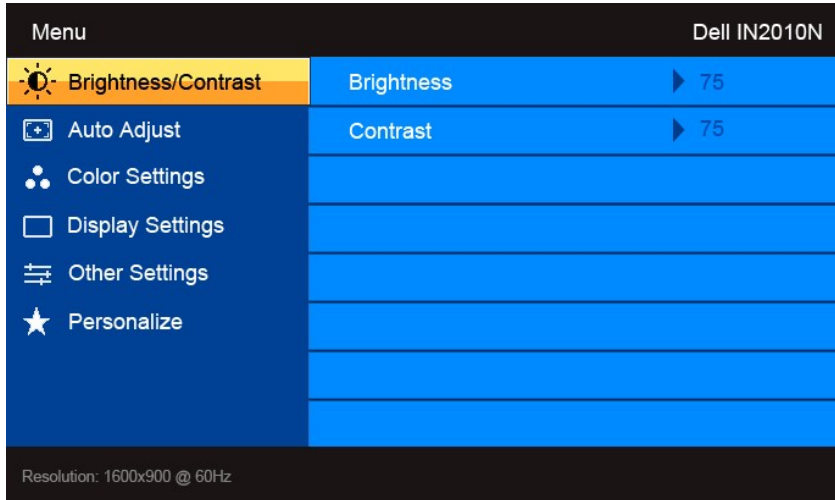 Menu Dell IN2010N
Brightness/Contrast Brightness 75
Auto Adjust Contrast 75
Color Settings
Display Settings
Other Settings
Personalize
Resolution: 1600x900 @ 60Hz